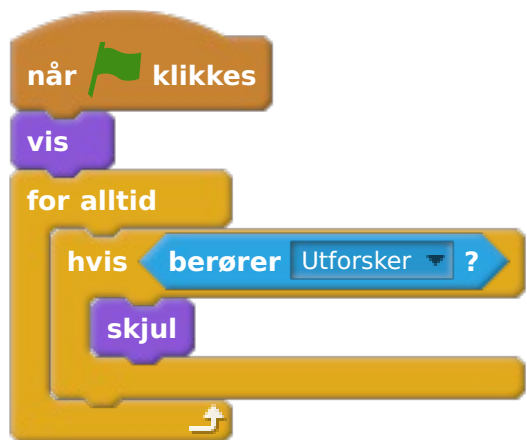 når klikkes
vis
for alltid
hvis berører Utforsker ?
skjul